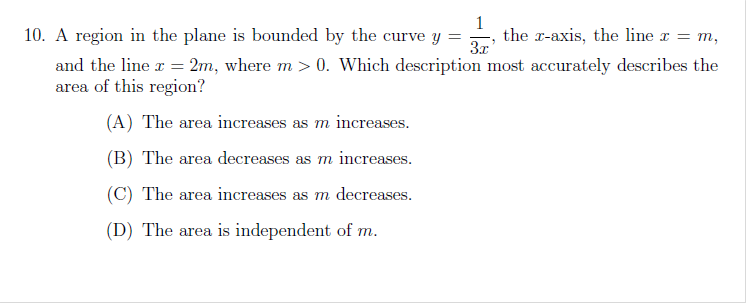 10. A region in the plane is bounded by the curve y = 1/(3x), the x-axis, the line x = m,
and the line x = 2m, where m > 0. Which description most accurately describes the
area of this region?
(A) The area increases as m increases.
(B) The area decreases as m increases.
(C) The area increases as m decreases.
(D) The area is independent of m.